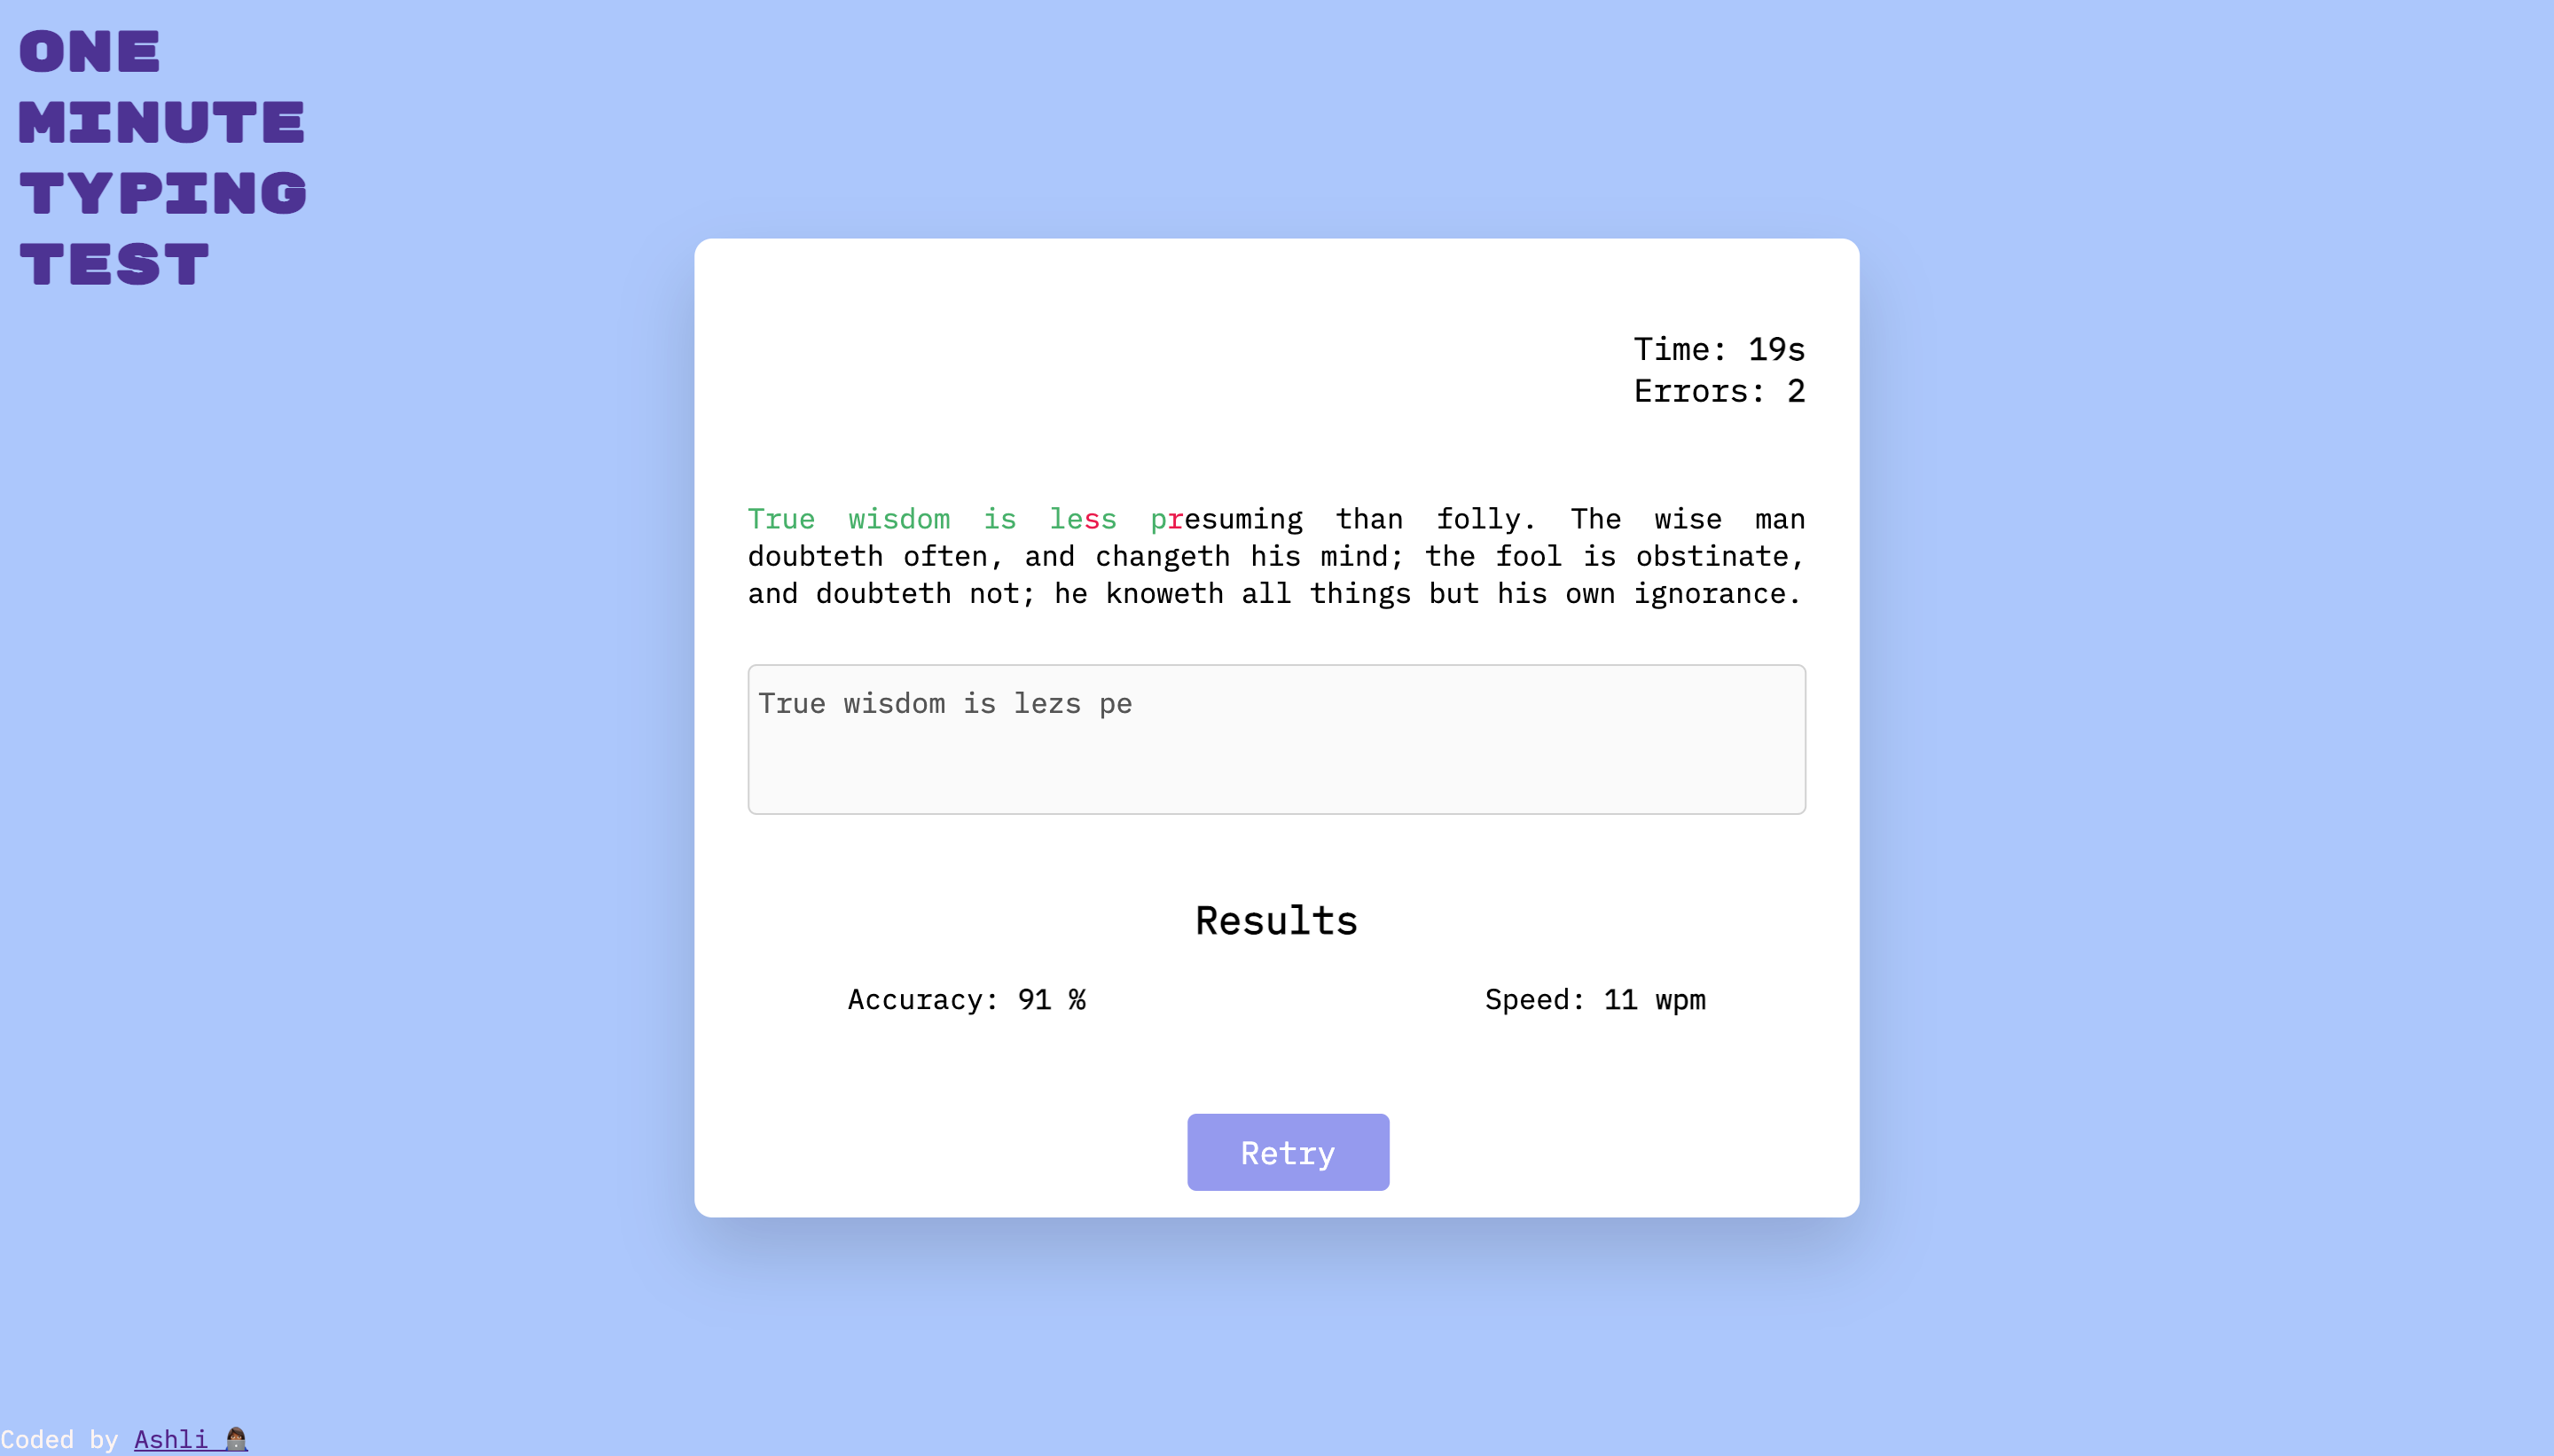 ONE
MINUTE
TYPING
TEST
Time: 19s
Errors: 2
True wisdom is less presuming than folly. The wise man
doubteth often, and changeth his mind; the fool is obstinate,
and doubteth not; he knoweth all things but his own ignorance.
True wisdom is lezs pe
Results
Accuracy: 91 %
Speed: 11 wpm
Retry
Coded by Ashli 👩🏾‍💻